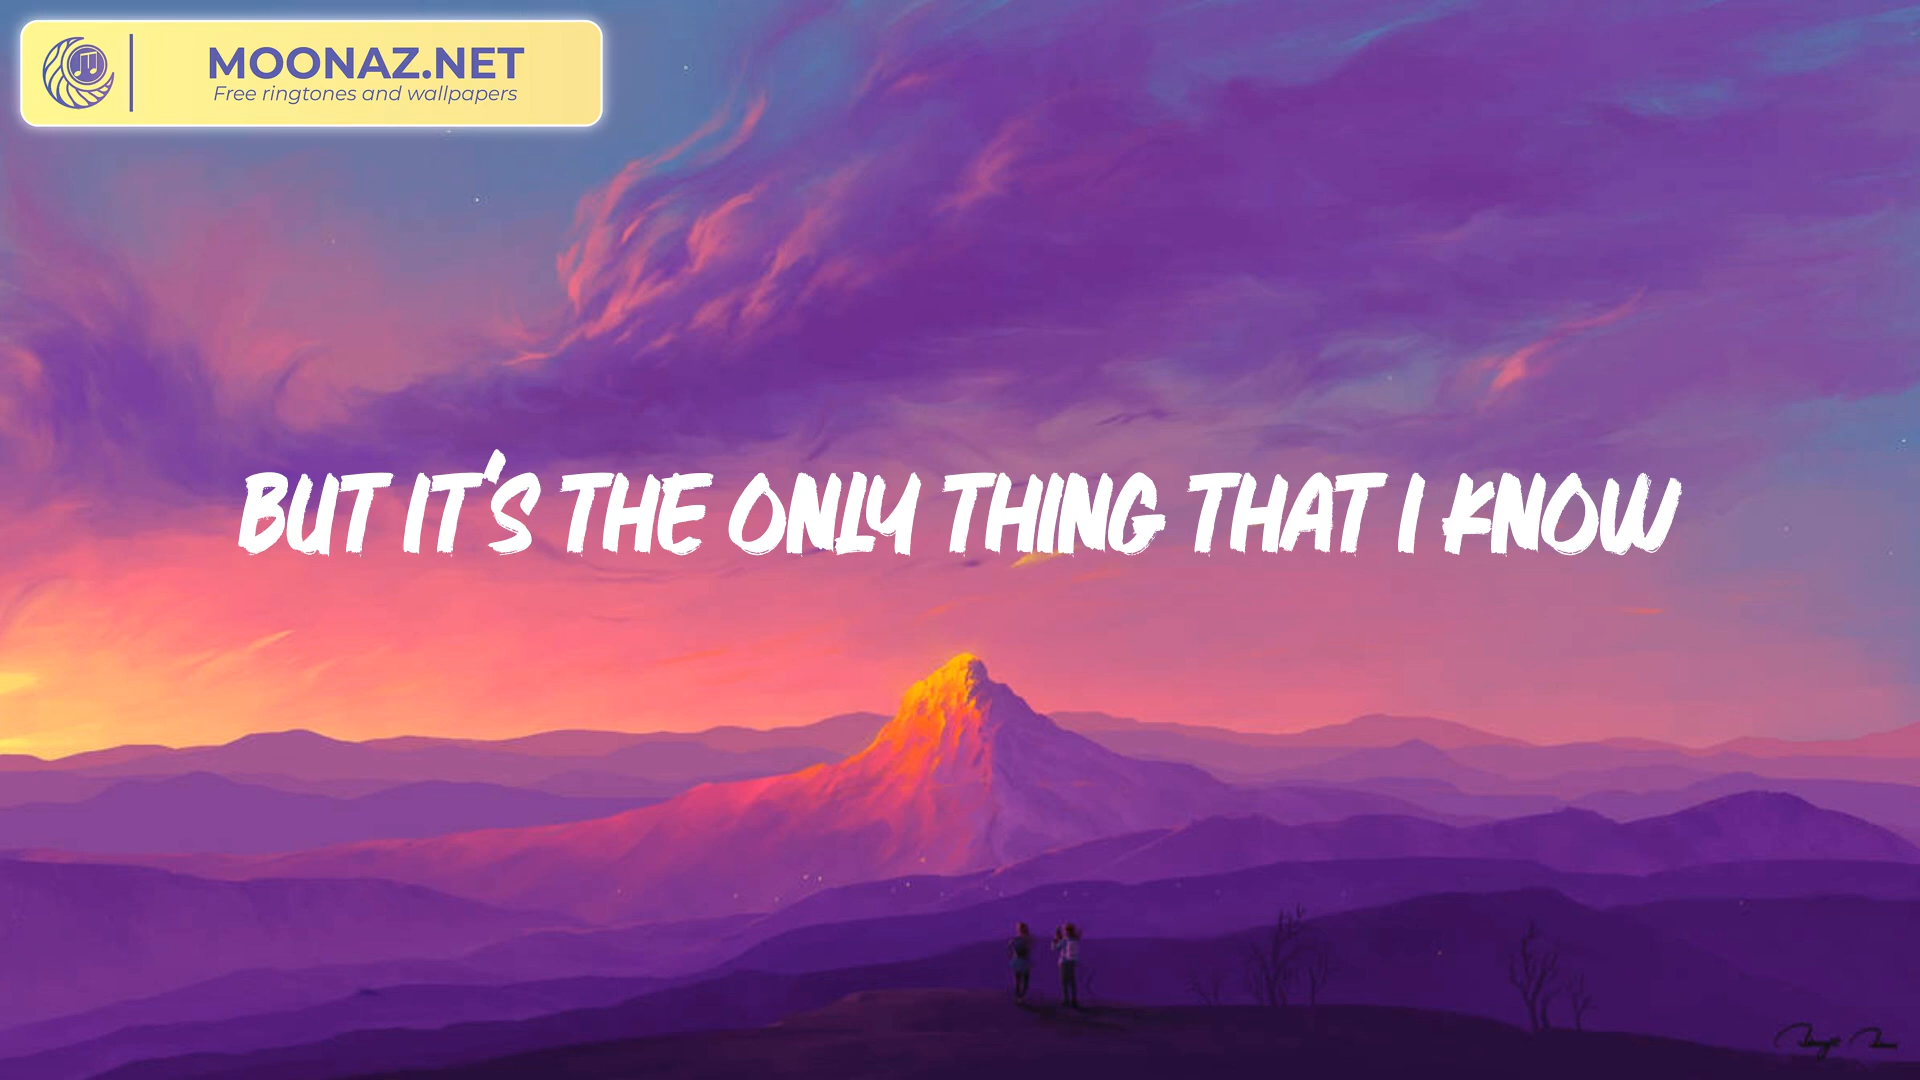 MOONAZ.NET
Free ringtones and wallpapers
BUT IT'S THE ONLY THING THAT I KNOW